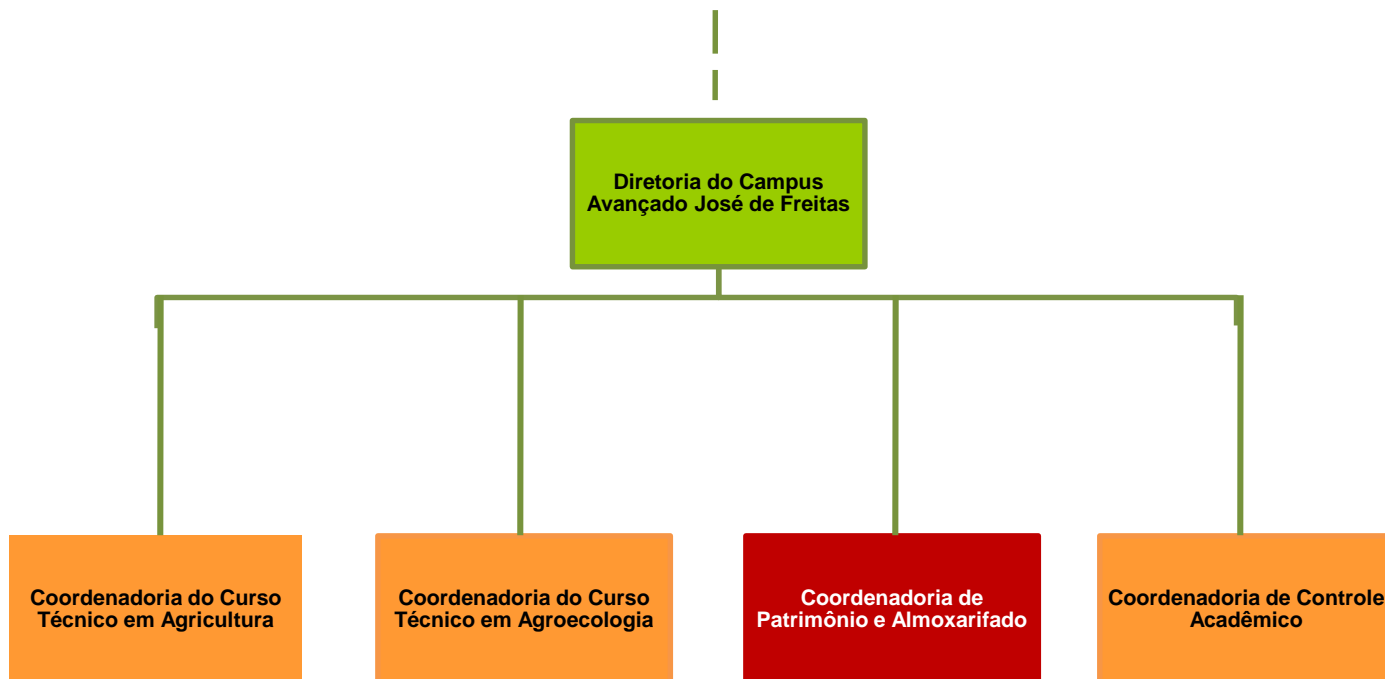 Diretoria do Campus
Avançado José de Freitas
Coordenadoria do Curso
Técnico em Agricultura
Coordenadoria do Curso
Técnico em Agroecologia
Coordenadoria de
Patrimônio e Almoxarifado
Coordenadoria de Controle
Acadêmico